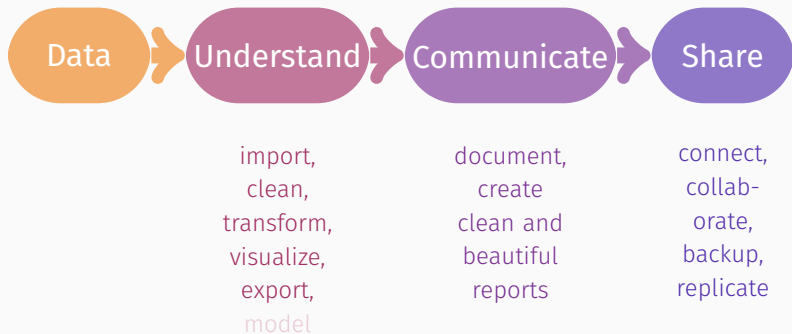 Data
Understand
Communicate
Share
import,
clean,
transform,
visualize,
export,
model
document,
create
clean and
beautiful
reports
connect,
collab-
orate,
backup,
replicate